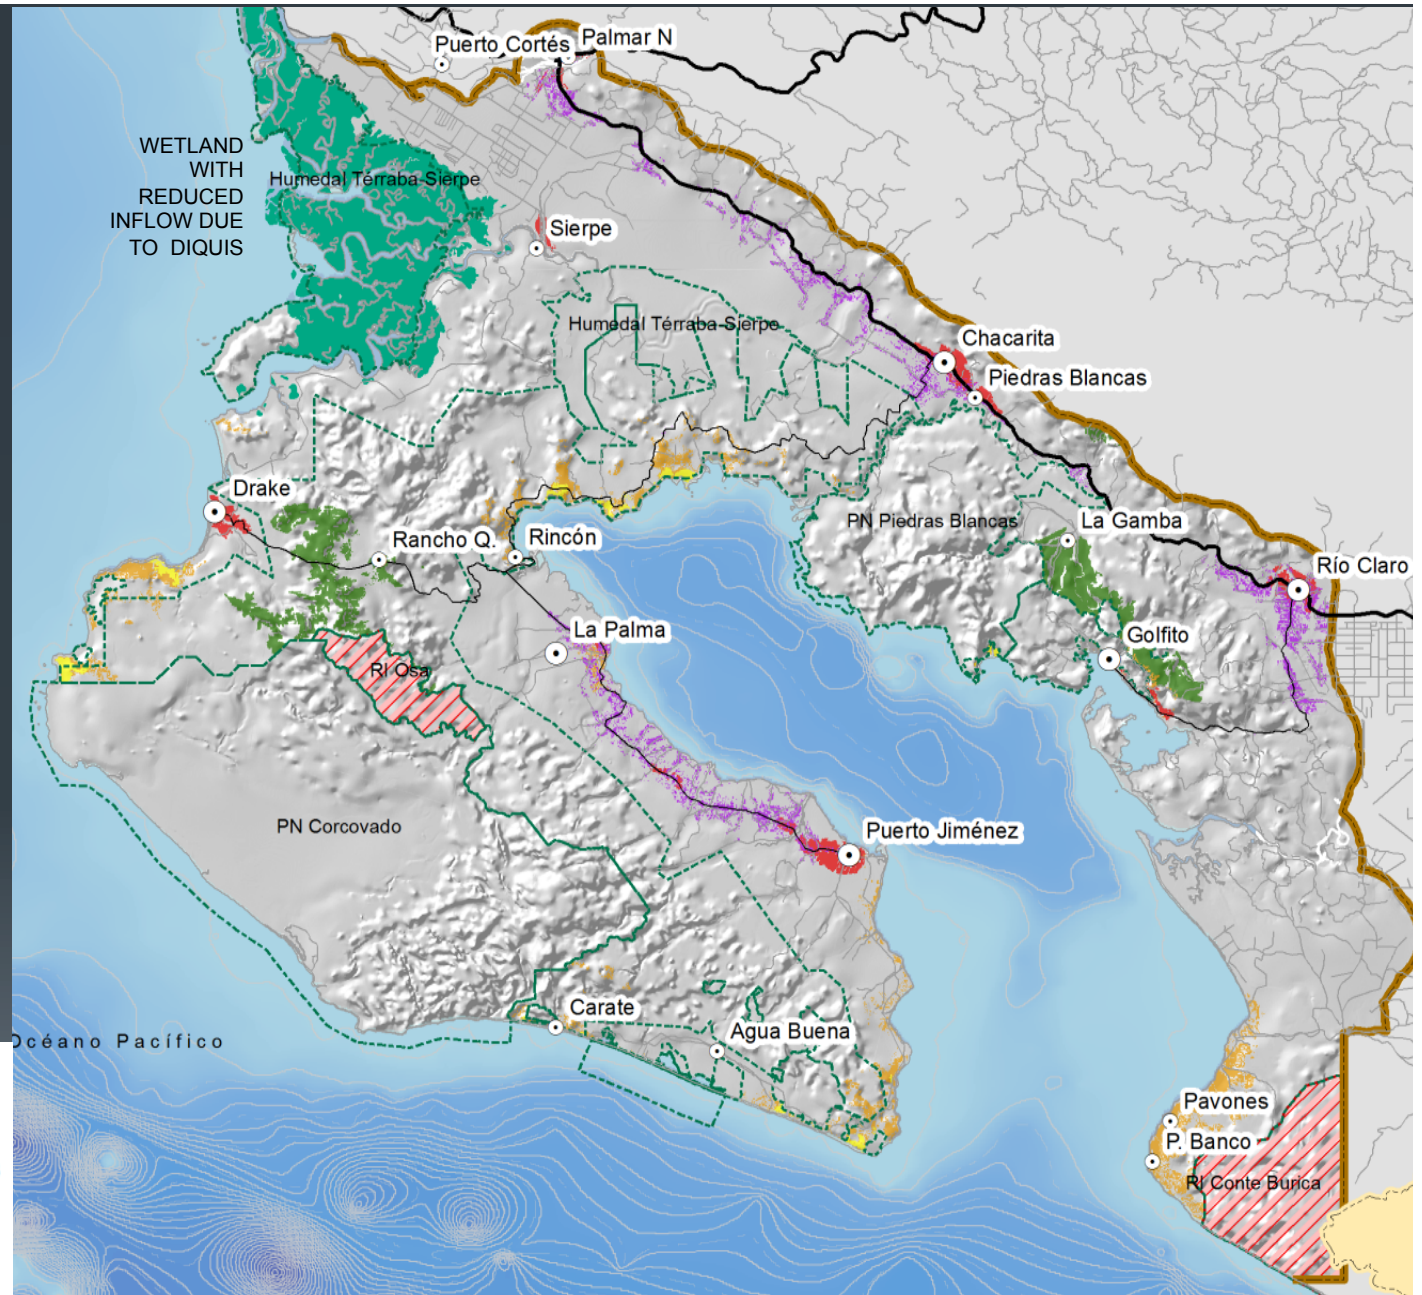 Puerto Cortés
Palmar N
WETLAND
WITH
REDUCED
INFLOW DUE
TO DIQUIS
Humedal Térraba-Sierpe
Sierpe
Humedal Térraba-Sierpe
Chacarita
Piedras Blancas
Drake
Rancho Q.
Rincón
PN Piedras Blancas
La Gamba
Río Claro
La Palma
Golfito
RI Osa
PN Corcovado
Puerto Jiménez
Carate
Agua Buena
Océano Pacífico
Pavones
P. Banco
RI Conte Burica